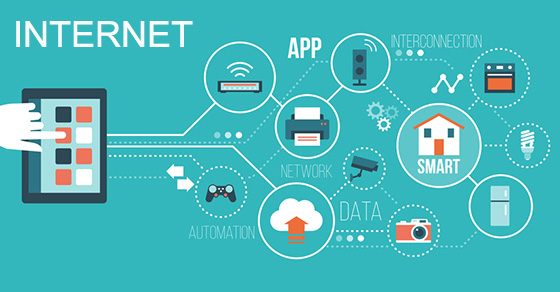 INTERNET
APP
INTERCONNECTION
NETWORK
SMART
DATA
AUTOMATION